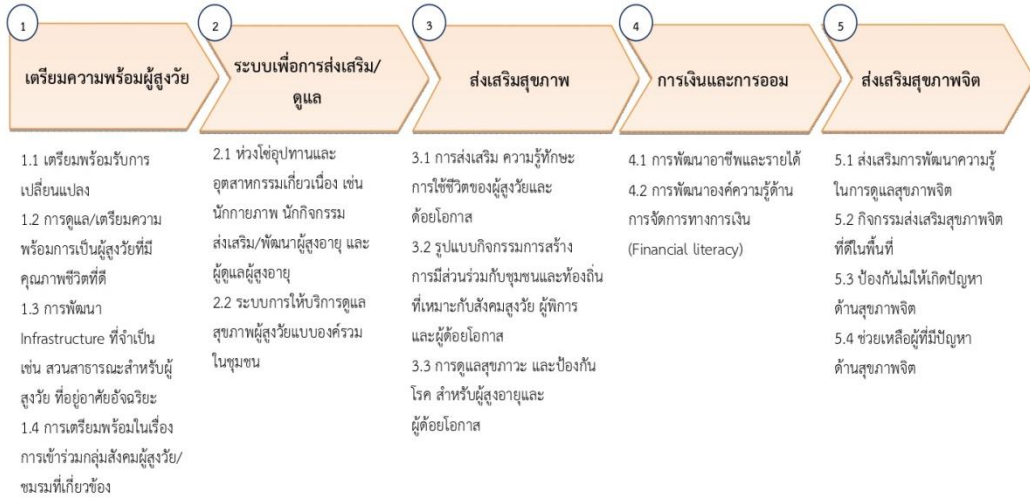 1
เตรียมความพร้อมผู้สูงวัย
1.1 เตรียมพร้อมรับการ
เปลี่ยนแปลง
1.2 การดูแล/เตรียมความ
พร้อมการเป็นผู้สูงวัยที่มี
คุณภาพชีวิตที่ดี
1.3 การพัฒนา
Infrastructure ที่จำเป็น
เช่น สวนสาธารณะสำหรับผู้
สูงวัย ที่อยู่อาศัยอัจฉริยะ
1.4 การเตรียมพร้อมในเรื่อง
การเข้าร่วมกลุ่มสังคมผู้สูงวัย/
ชมรมที่เกี่ยวข้อง
2
ระบบเพื่อการส่งเสริม/
ดูแล
2.1 ห่วงโซ่อุปทานและ
อุตสาหกรรมเกี่ยวเนื่อง เช่น
นักกายภาพ นักกิจกรรม
ส่งเสริม/พัฒนาผู้สูงอายุ และ
ผู้ดูแลผู้สูงอายุ
2.2 ระบบการให้บริการดูแล
สุขภาพผู้สูงวัยแบบองค์รวม
ในชุมชน
3
ส่งเสริมสุขภาพ
3.1 การส่งเสริม ความรู้ทักษะ
การใช้ชีวิตของผู้สูงวัยและ
ด้อยโอกาส
3.2 รูปแบบกิจกรรมการสร้าง
การมีส่วนร่วมกับชุมชนและท้องถิ่น
ที่เหมาะกับสังคมสูงวัย ผู้พิการ
และผู้ด้อยโอกาส
3.3 การดูแลสุขภาวะ และป้องกัน
โรค สำหรับผู้สูงอายุและ
ผู้ด้อยโอกาส
4
การเงินและการออม
4.1 การพัฒนาอาชีพและรายได้
4.2 การพัฒนาองค์ความรู้ด้าน
การจัดการทางการเงิน
(Financial literacy)
5
ส่งเสริมสุขภาพจิต
5.1 ส่งเสริมการพัฒนาความรู้
ในการดูแลสุขภาพจิต
5.2 กิจกรรมส่งเสริมสุขภาพจิต
ที่ดีในพื้นที่
5.3 ป้องกันไม่ให้เกิดปัญหา
ด้านสุขภาพจิต
5.4 ช่วยเหลือผู้ที่มีปัญหา
ด้านสุขภาพจิต